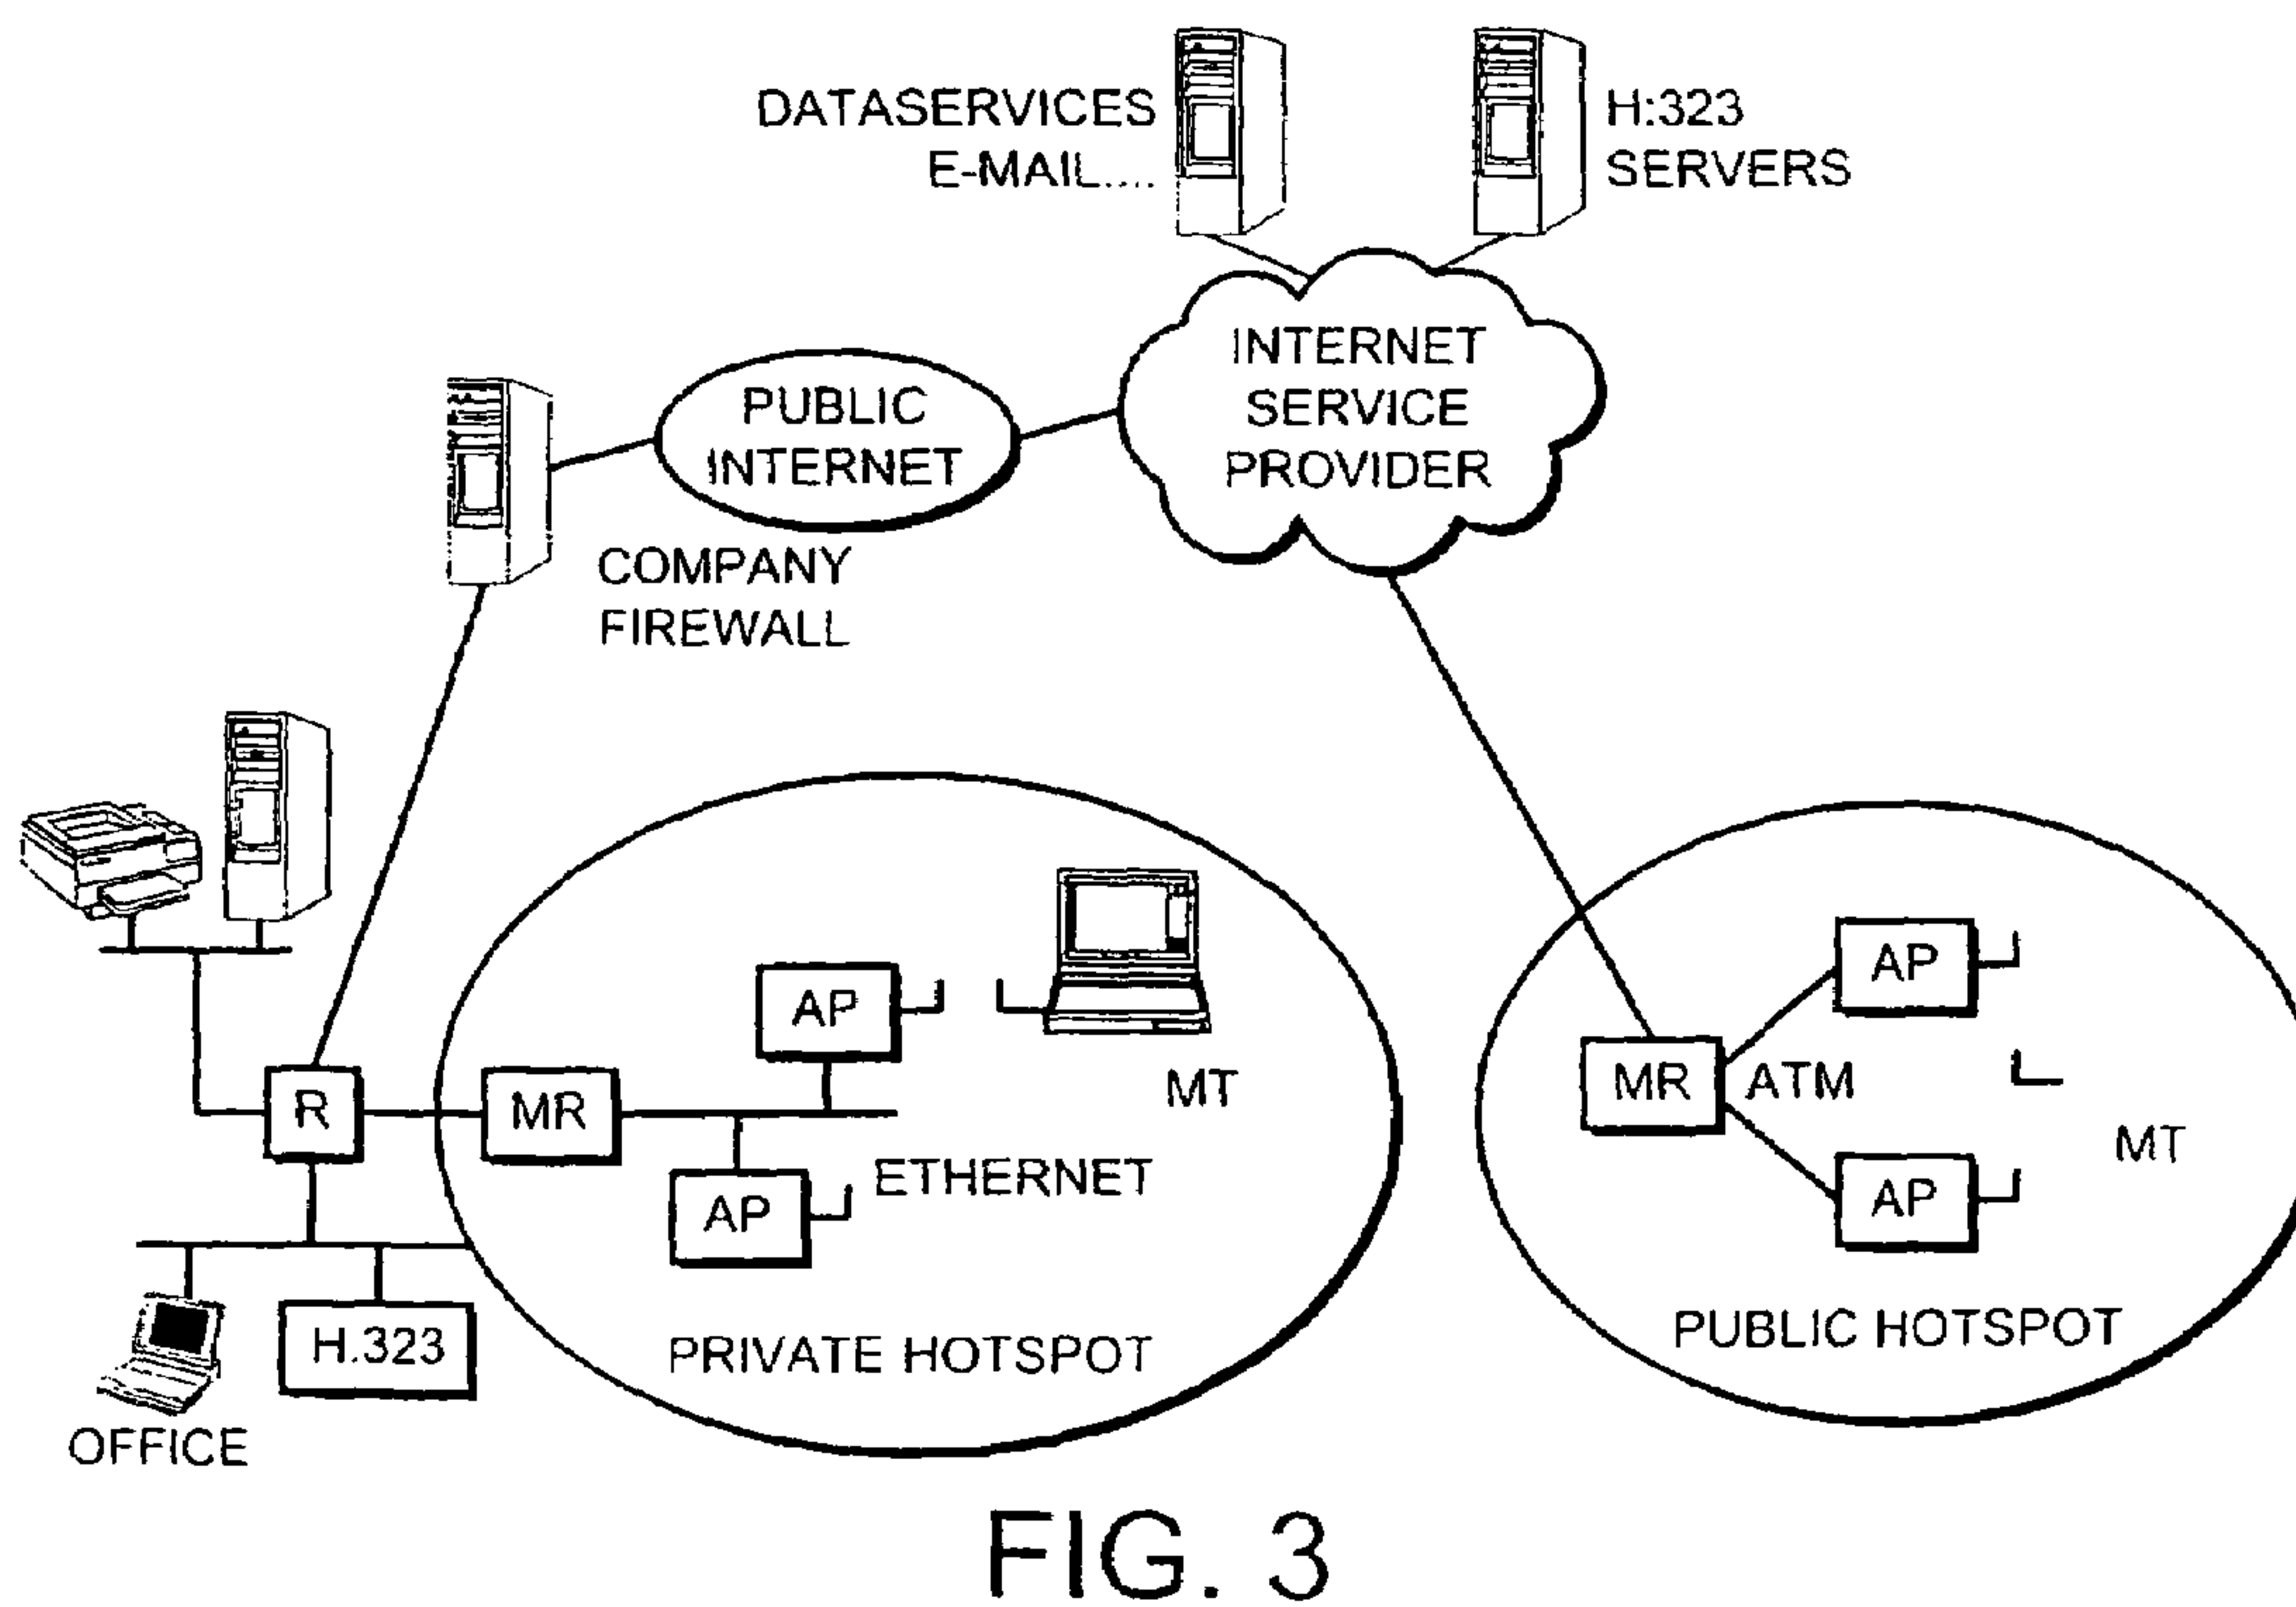 DATASERVICES
E-MAIL....
H:323
SERVERS
INTERNET
SERVICE
PROVIDER
PUBLIC
INTERNET
COMPANY
FIREWALL
AP
MT
R
MR
ETHERNET
AP
H.323
OFFICE
PRIVATE HOTSPOT
AP
MR
ATM
MT
AP
PUBLIC HOTSPOT
FIG. 3